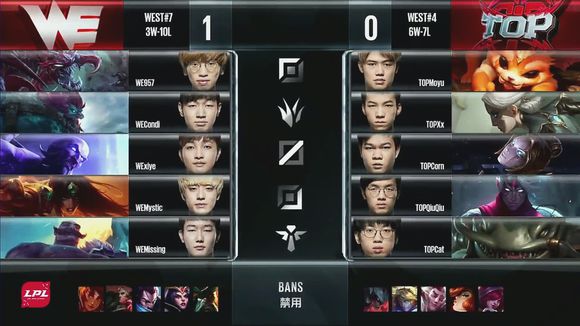 WE
WEST#7
3W-10L
1
0
WEST#4
6W-7L
TOP
WE957
TOPMoyu
WECondi
TOPXx
WExiye
TOPCorn
WEMystic
TOPQiuQiu
WEMissing
TOPCat
LPL
BANS
禁用